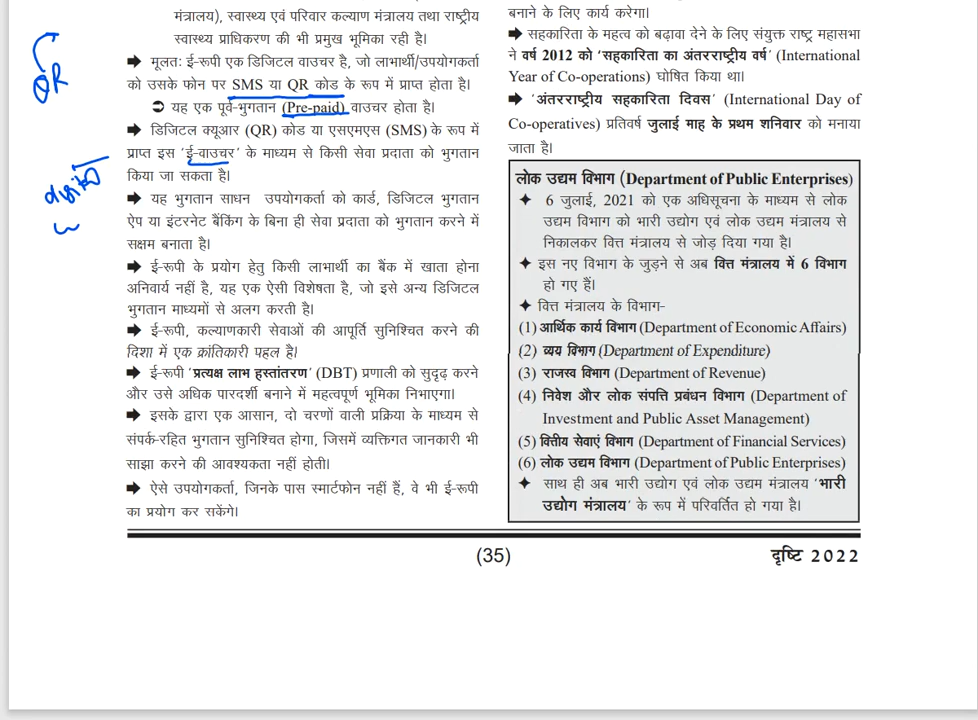 मंत्रालय), स्वास्थ्य एवं परिवार कल्याण मंत्रालय तथा राष्ट्रीय
स्वास्थ्य प्राधिकरण की भी प्रमुख भूमिका रही है।
➡ मूलतः ई-रूपी एक डिजिटल वाउचर है, जो लाभार्थी/उपयोगकर्ता
को उसके फोन पर SMS या QR कोड के रूप में प्राप्त होता है।
➲ यह एक पूर्व-भुगतान (Pre-paid) वाउचर होता है।
➡ डिजिटल क्यूआर (QR) कोड या एसएमएस (SMS) के रूप में
प्राप्त इस 'ई-वाउचर' के माध्यम से किसी सेवा प्रदाता को भुगतान
किया जा सकता है।
➡ यह भुगतान साधन उपयोगकर्ता को कार्ड, डिजिटल भुगतान
ऐप या इंटरनेट बैंकिंग के बिना ही सेवा प्रदाता को भुगतान करने में
सक्षम बनाता है।
➡ ई-रूपी के प्रयोग हेतु किसी लाभार्थी का बैंक में खाता होना
अनिवार्य नहीं है, यह एक ऐसी विशेषता है, जो इसे अन्य डिजिटल
भुगतान माध्यमों से अलग करती है।
➡ ई-रूपी, कल्याणकारी सेवाओं की आपूर्ति सुनिश्चित करने की
दिशा में एक क्रांतिकारी पहल है।
➡ ई-रूपी 'प्रत्यक्ष लाभ हस्तांतरण' (DBT) प्रणाली को सुदृढ़ करने
और उसे अधिक पारदर्शी बनाने में महत्वपूर्ण भूमिका निभाएगा।
➡ इसके द्वारा एक आसान, दो चरणों वाली प्रक्रिया के माध्यम से
संपर्क-रहित भुगतान सुनिश्चित होगा, जिसमें व्यक्तिगत जानकारी भी
साझा करने की आवश्यकता नहीं होती।
➡ ऐसे उपयोगकर्ता, जिनके पास स्मार्टफोन नहीं हैं, वे भी ई-रूपी
का प्रयोग कर सकेंगे।
QR
बनाने के लिए कार्य करेगा।
➡ सहकारिता के महत्व को बढ़ावा देने के लिए संयुक्त राष्ट्र महासभा
ने वर्ष 2012 को 'सहकारिता का अंतरराष्ट्रीय वर्ष' (International
Year of Co-operations) घोषित किया था।
➡ 'अंतरराष्ट्रीय सहकारिता दिवस' (International Day of
Co-operatives) प्रतिवर्ष जुलाई माह के प्रथम शनिवार को मनाया
जाता है।
लोक उद्यम विभाग (Department of Public Enterprises)
✦ 6 जुलाई, 2021 को एक अधिसूचना के माध्यम से लोक
उद्यम विभाग को भारी उद्योग एवं लोक उद्यम मंत्रालय से
निकालकर वित्त मंत्रालय से जोड़ दिया गया है।
✦ इस नए विभाग के जुड़ने से अब वित्त मंत्रालय में 6 विभाग
हो गए हैं।
✦ वित्त मंत्रालय के विभाग-
(1) आर्थिक कार्य विभाग (Department of Economic Affairs)
(2) व्यय विभाग (Department of Expenditure)
(3) राजस्व विभाग (Department of Revenue)
(4) निवेश और लोक संपत्ति प्रबंधन विभाग (Department of
Investment and Public Asset Management)
(5) वित्तीय सेवाएं विभाग (Department of Financial Services)
(6) लोक उद्यम विभाग (Department of Public Enterprises)
✦ साथ ही अब भारी उद्योग एवं लोक उद्यम मंत्रालय 'भारी
उद्योग मंत्रालय' के रूप में परिवर्तित हो गया है।
(35)
दृष्टि 2022